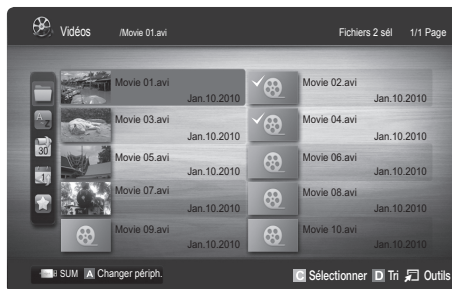 Vidéos /Movie 01.avi Fichiers 2 sél 1/1 Page
Movie 01.avi Movie 02.avi
Jan.10.2010 Jan.10.2010
Movie 03.avi Movie 04.avi
Jan.10.2010 Jan.10.2010
Movie 05.avi Movie 06.avi
Jan.10.2010 Jan.10.2010
Movie 07.avi Movie 08.avi
Jan.10.2010 Jan.10.2010
Movie 09.avi Movie 10.avi
Jan.10.2010 Jan.10.2010
SUM A Changer périph. C Sélectionner D Tri Outils